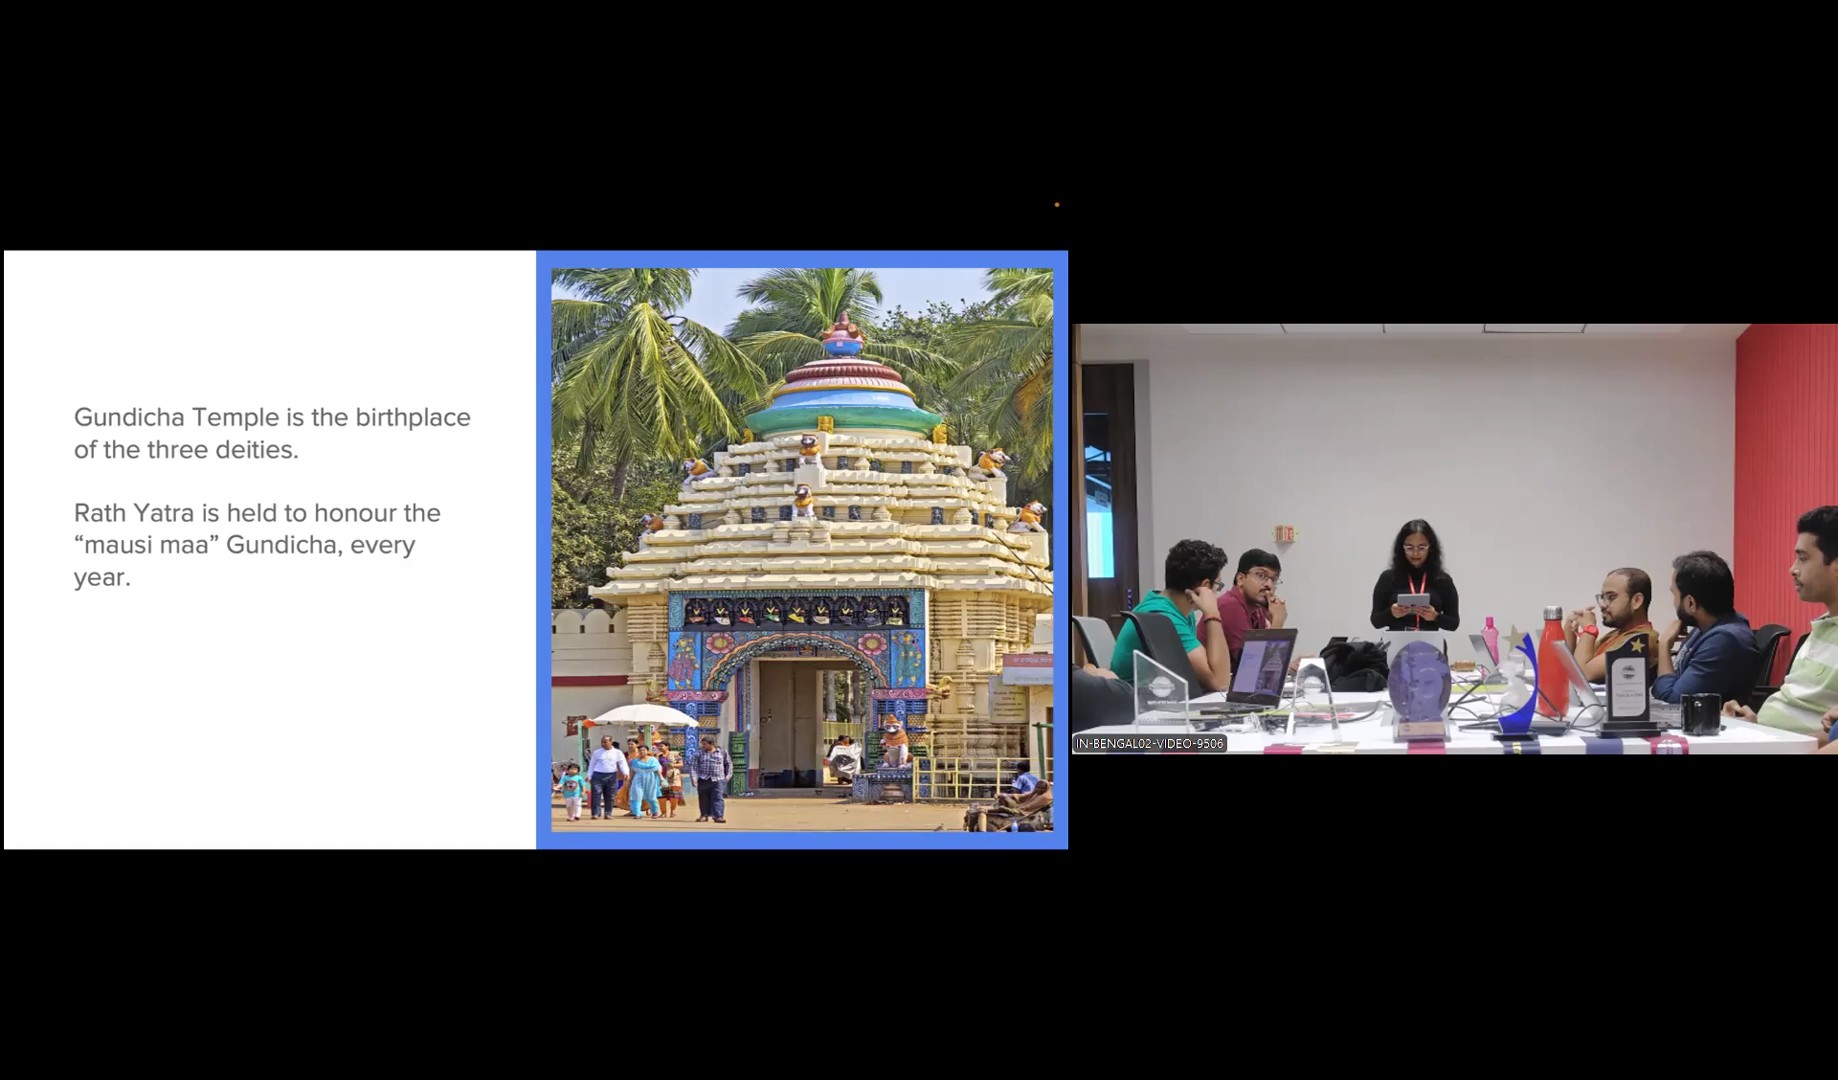 Gundicha Temple is the birthplace
of the three deities.
Rath Yatra is held to honour the
“mausi maa” Gundicha, every
year.
IN-BENGAL02-VIDEO-9506